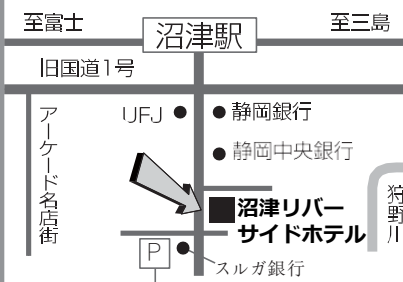 至富士
沼津駅
至三島
旧国道1号
アーケード名店街
UFJ
静岡銀行
静岡中央銀行
沼津リバー
サイドホテル
狩野川
P
スルガ銀行